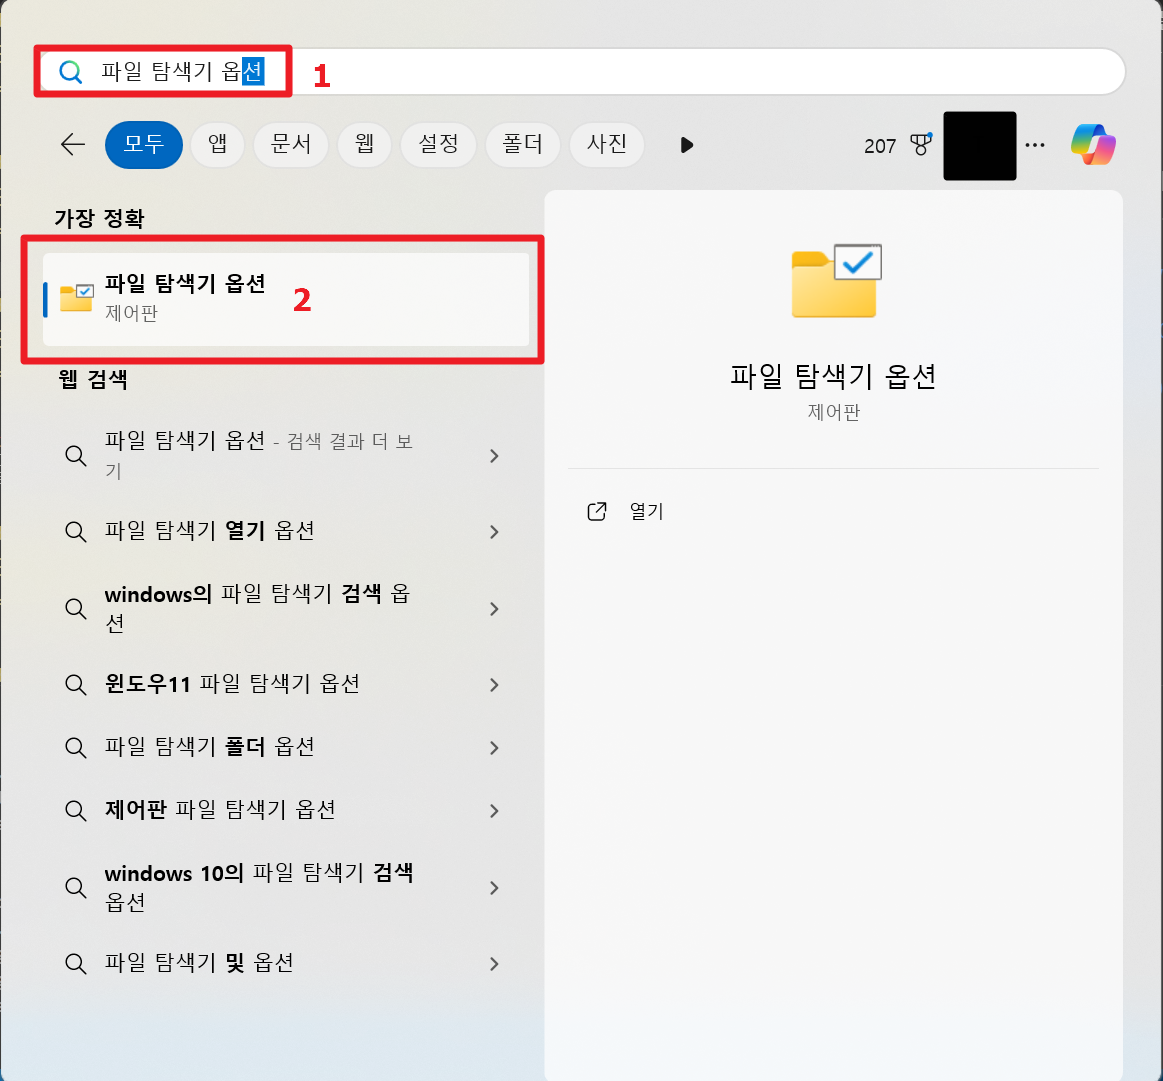 파일 탐색기 옵션
1
모두
앱
문서
웹
설정
폴더
사진
207
가장 정확
파일 탐색기 옵션
제어판
2
웹 검색
파일 탐색기 옵션 - 검색 결과 더 보
기
파일 탐색기 열기 옵션
windows의 파일 탐색기 검색 옵
션
윈도우11 파일 탐색기 옵션
파일 탐색기 폴더 옵션
제어판 파일 탐색기 옵션
windows 10의 파일 탐색기 검색
옵션
파일 탐색기 및 옵션
파일 탐색기 옵션
제어판
열기